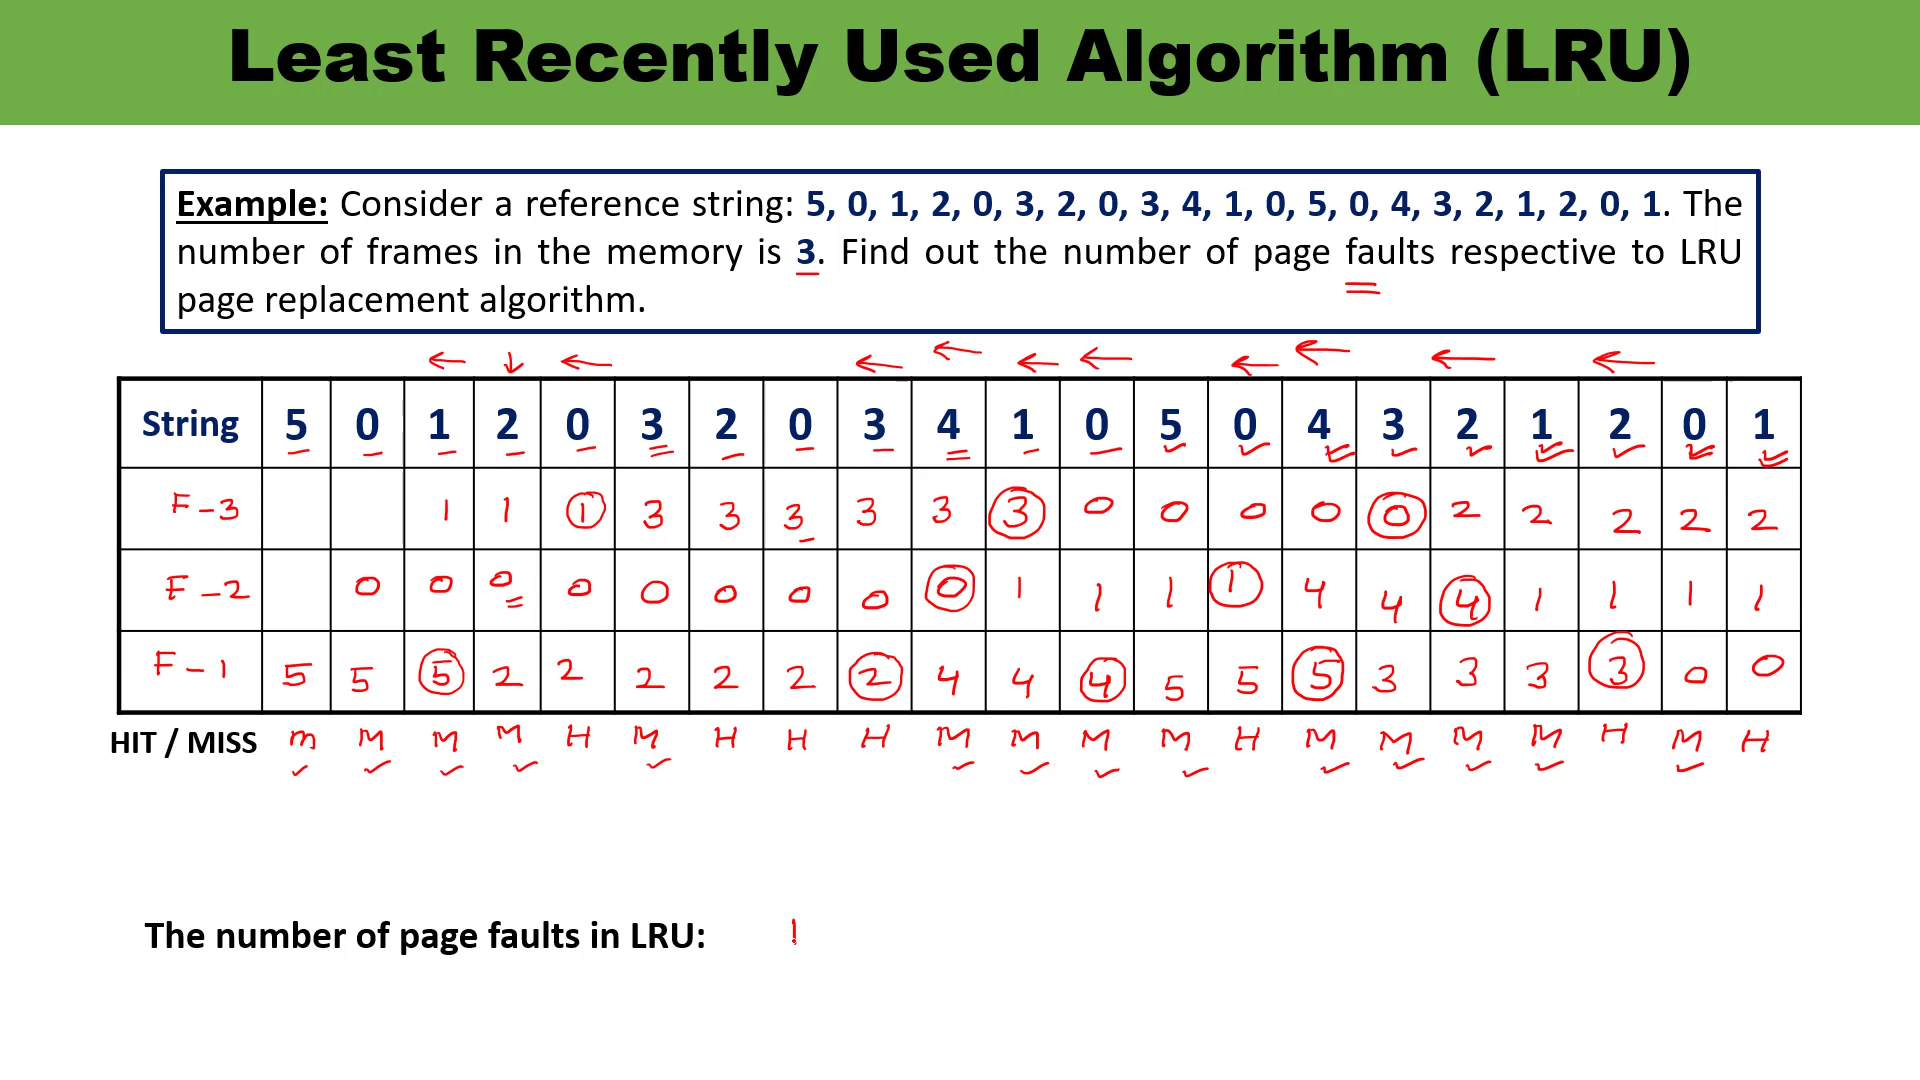 Least Recently Used Algorithm (LRU)
Example: Consider a reference string: 5, 0, 1, 2, 0, 3, 2, 0, 3, 4, 1, 0, 5, 0, 4, 3, 2, 1, 2, 0, 1. The
number of frames in the memory is 3. Find out the number of page faults respective to LRU
page replacement algorithm.
String 5 0 1 2 0 3 2 0 3 4 1 0 5 0 4 3 2 1 2 0 1
F-3 1 1 1 3 3 3 3 3 3 0 0 0 0 0 2 2 2 2 2
F-2 0 0 0 0 0 0 0 0 0 1 1 1 1 4 4 4 1 1 1 1
F-1 5 5 5 2 2 2 2 2 2 4 4 4 5 5 5 3 3 3 3 0 0
HIT / MISS m M M M H M H H H M M M M H M M M M H M H
The number of page faults in LRU: